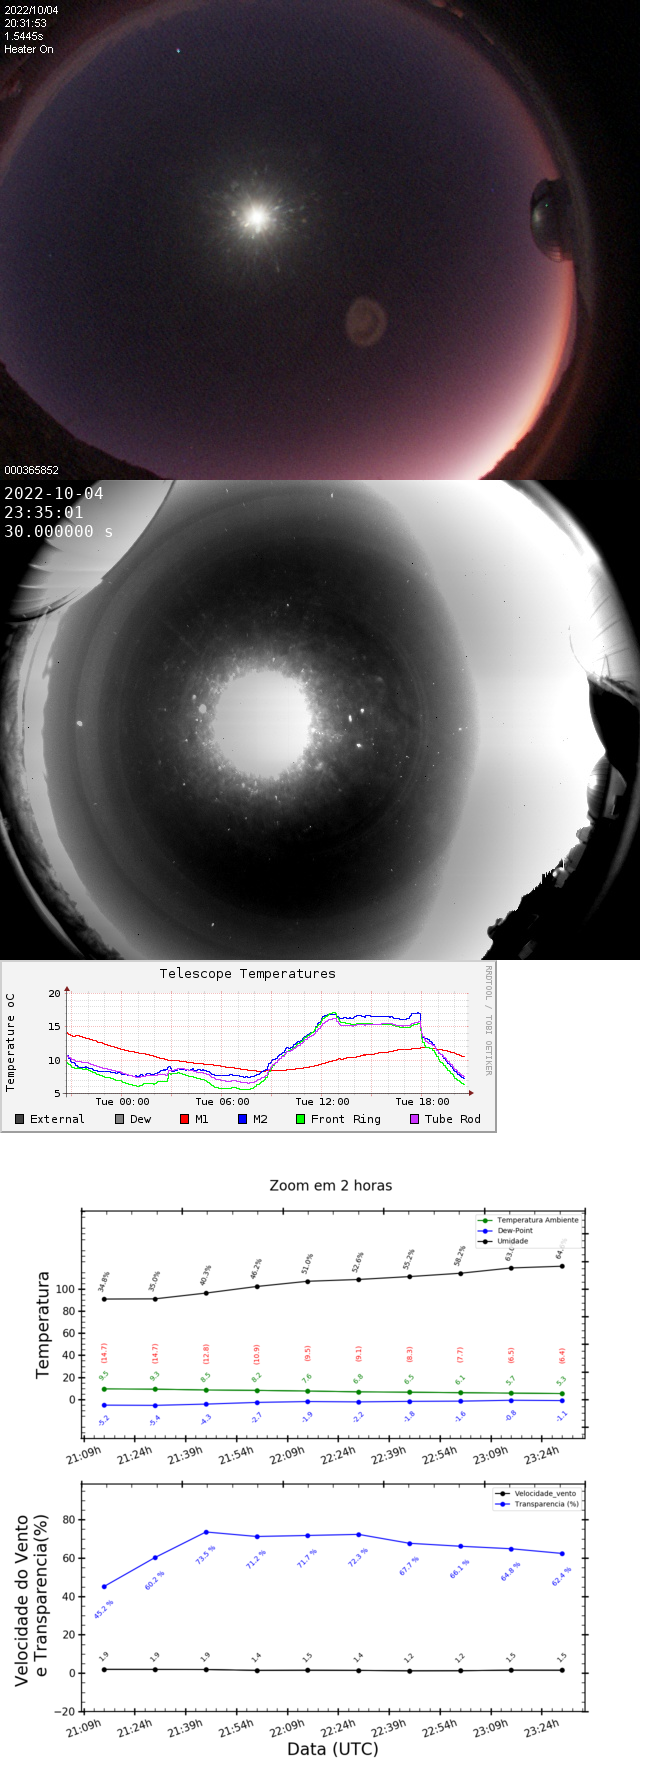 2022/10/04
20:31:53
1.5445s
Heater On
000365852
2022-10-04
23:35:01
30.000000 s
Telescope Temperatures
RRDTOOL / TOBI OETIKER
Temperature oC
20
15
10
5
Tue 00:00 Tue 06:00 Tue 12:00 Tue 18:00
External Dew M1 M2 Front Ring Tube Rod
Zoom em 2 horas
Temperatura Ambiente
Dew-Point
Umidade
Temperatura
100
80
60
40
20
0
34.8% 35.0% 40.3% 46.2% 51.0% 52.6% 55.2% 58.2%
(14.7) (14.7) (12.8) (10.9) (9.5) (9.1) (8.3) (7.7) (6.5) (6.4)
9.5 9.3 8.5 8.2 7.6 6.8 6.5 6.1 5.7 5.3
-5.2 -5.4 -4.3 -2.7 -1.9 -2.2 -1.8 -1.6 -0.8 -1.1
21:09h 21:24h 21:39h 21:54h 22:09h 22:24h 22:39h 22:54h 23:09h 23:24h
Velocidade_vento
Transparencia (%)
Velocidade do Vento
e Transparencia(%)
80
60
40
20
0
−20
45.2 % 60.2 % 73.5 % 71.2 % 71.7 % 72.3 % 67.7 % 66.1 % 64.8 % 62.4 %
1.9 1.9 1.9 1.4 1.5 1.4 1.2 1.2 1.5 1.5
21:09h 21:24h 21:39h 21:54h 22:09h 22:24h 22:39h 22:54h 23:09h 23:24h
Data (UTC)